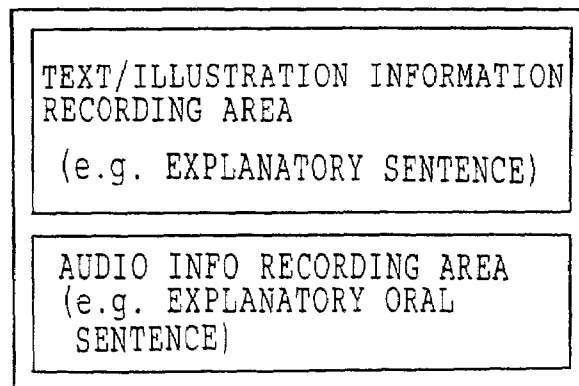 TEXT/ILLUSTRATION INFORMATION
RECORDING AREA
(e.g. EXPLANATORY SENTENCE)
AUDIO INFO RECORDING AREA
(e.g. EXPLANATORY ORAL
SENTENCE)